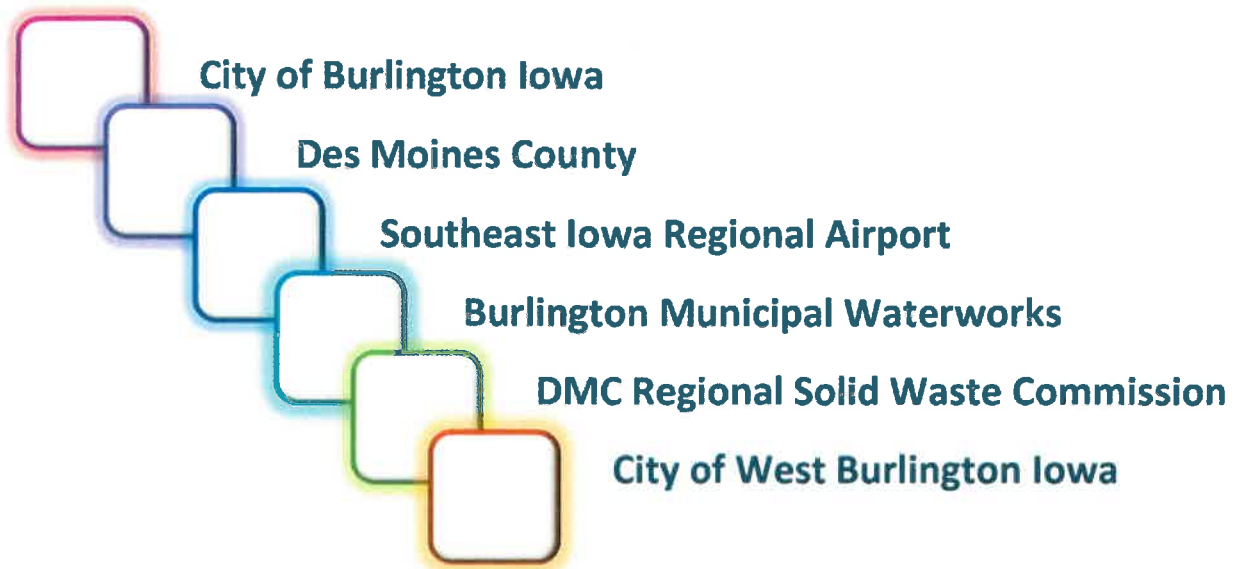 City of Burlington Iowa
Des Moines County
Southeast Iowa Regional Airport
Burlington Municipal Waterworks
DMC Regional Solid Waste Commission
City of West Burlington Iowa